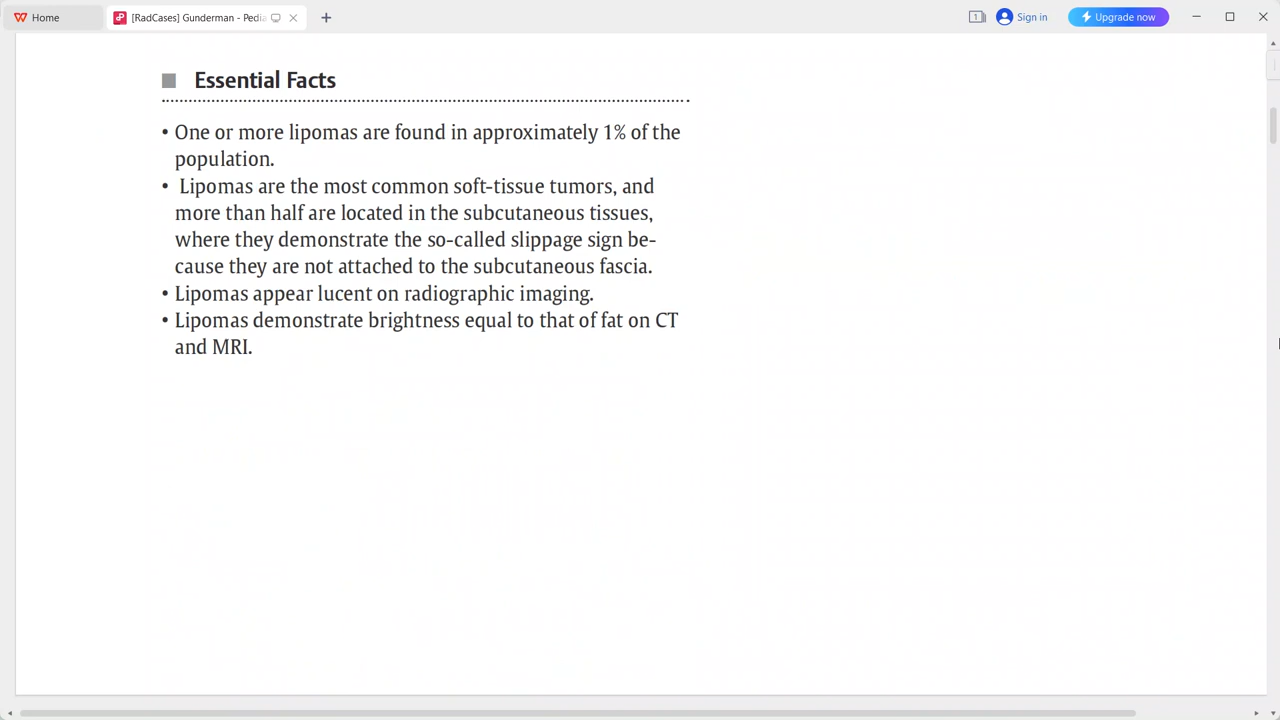 Home
[RadCases] Gunderman - Pedia
1
Sign in
Upgrade now
Essential Facts
• One or more lipomas are found in approximately 1% of the
population.
• Lipomas are the most common soft-tissue tumors, and
more than half are located in the subcutaneous tissues,
where they demonstrate the so-called slippage sign be-
cause they are not attached to the subcutaneous fascia.
• Lipomas appear lucent on radiographic imaging.
• Lipomas demonstrate brightness equal to that of fat on CT
and MRI.